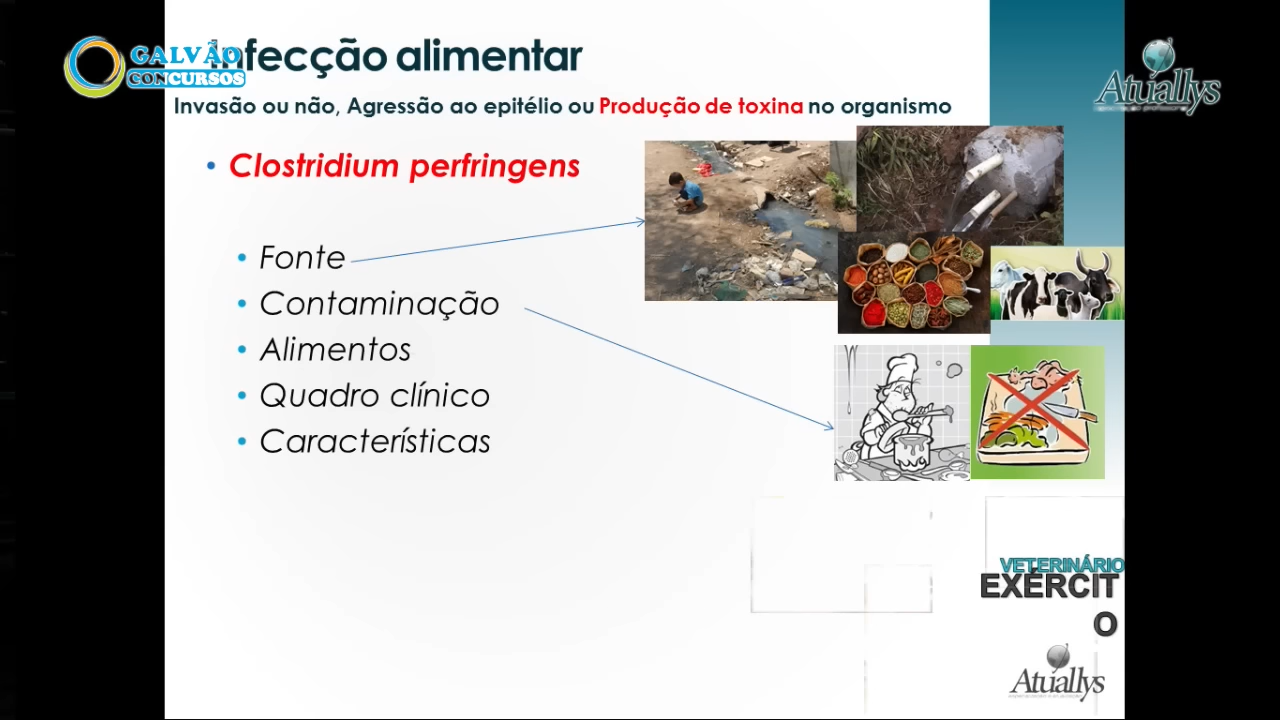 Infecção alimentar
GALVÃO
CONCURSOS
Atuallys
Invasão ou não, Agressão ao epitélio ou Produção de toxina no organismo
• Clostridium perfringens
• Fonte
• Contaminação
• Alimentos
• Quadro clínico
• Características
VETERINÁRIO
EXÉRCIT
O
Atuallys